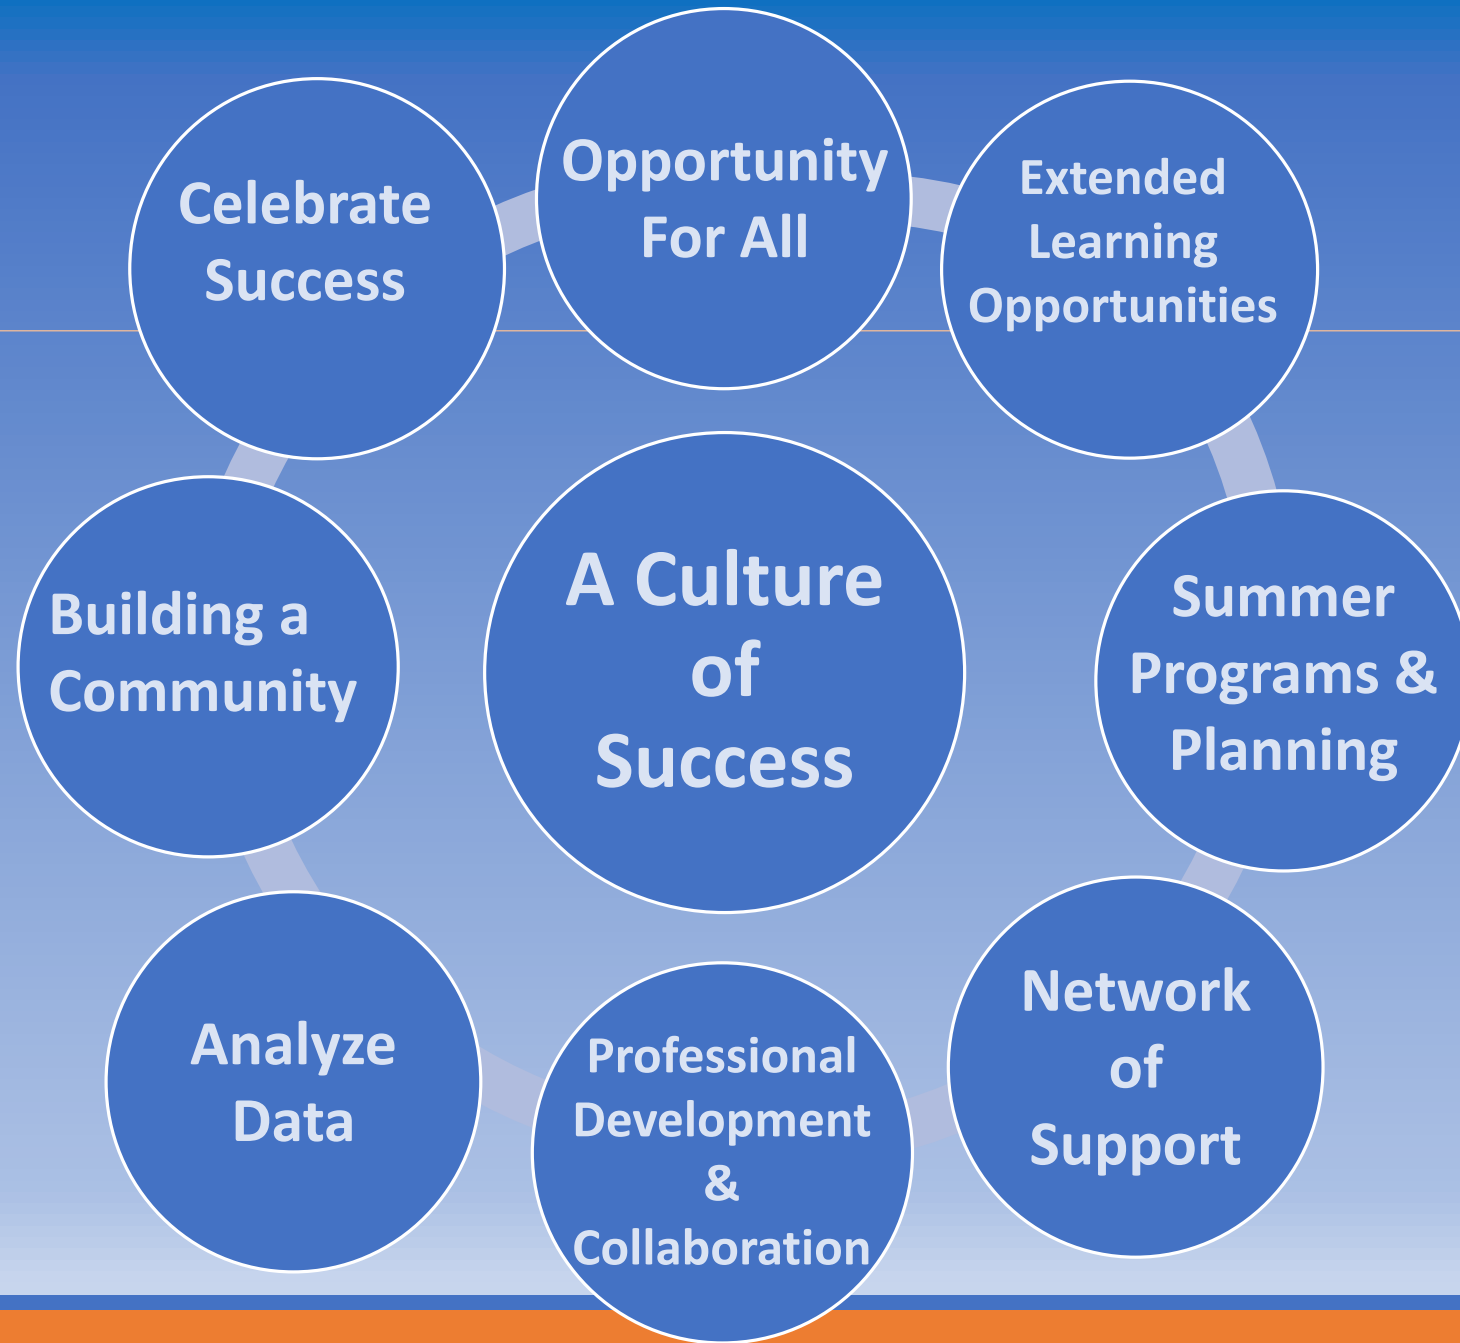 Opportunity
For All
Extended
Learning
Opportunities
Summer
Programs &
Planning
Network
of
Support
Professional
Development
&
Collaboration
Analyze
Data
Building a
Community
Celebrate
Success
A Culture
of
Success